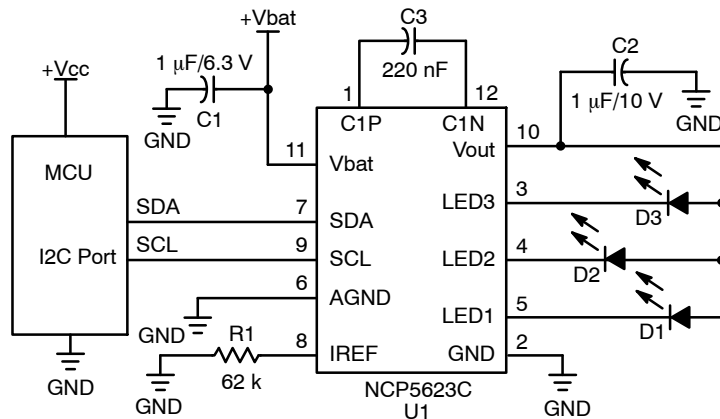 +Vbat
C3
C2
+Vcc
1 μF/6.3 V
220 nF
1
12
1 μF/10 V
GND
C1
GND
C1P
C1N
10
MCU
11
Vbat
Vout
LED3
3
SDA
7
SDA
D3
I2C Port
SCL
9
SCL
LED2
4
D2
6
AGND
GND
LED1
5
D1
R1
8
IREF
GND
2
GND
62 k
GND
NCP5623C
GND
U1